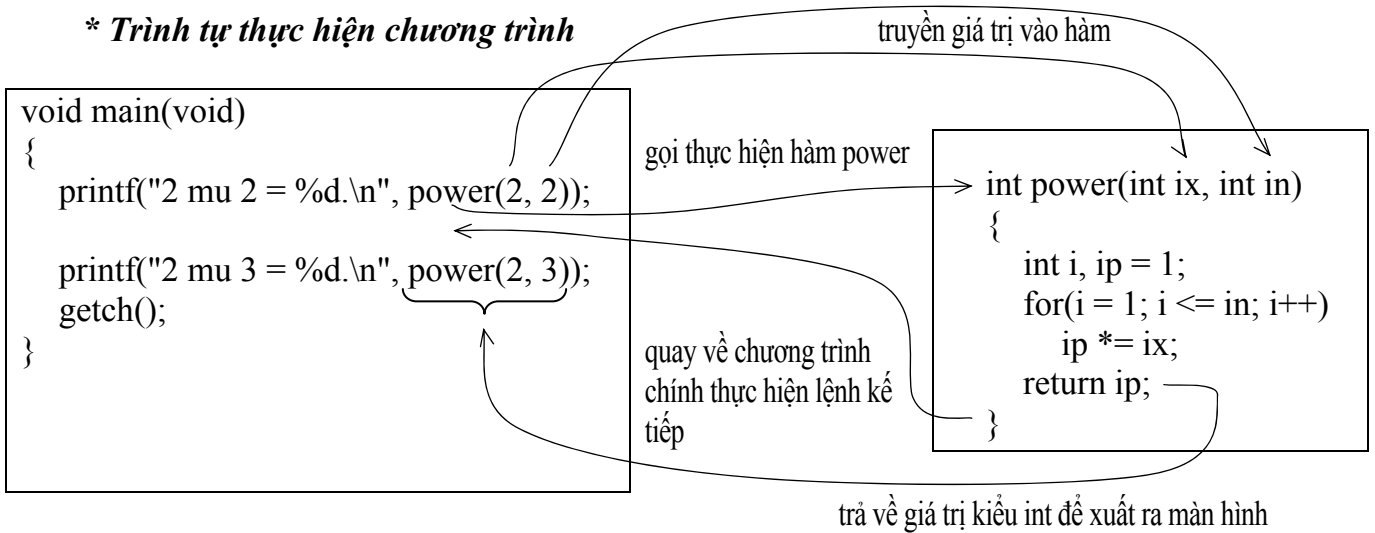 * Trình tự thực hiện chương trình
truyền giá trị vào hàm
void main(void)
{
printf("2 mu 2 = %d.\n", power(2, 2));
printf("2 mu 3 = %d.\n", power(2, 3));
getch();
}
gọi thực hiện hàm power
quay về chương trình
chính thực hiện lệnh kế
tiếp
int power(int ix, int in)
{
int i, ip = 1;
for(i = 1; i <= in; i++)
ip *= ix;
return ip;
}
trả về giá trị kiểu int để xuất ra màn hình